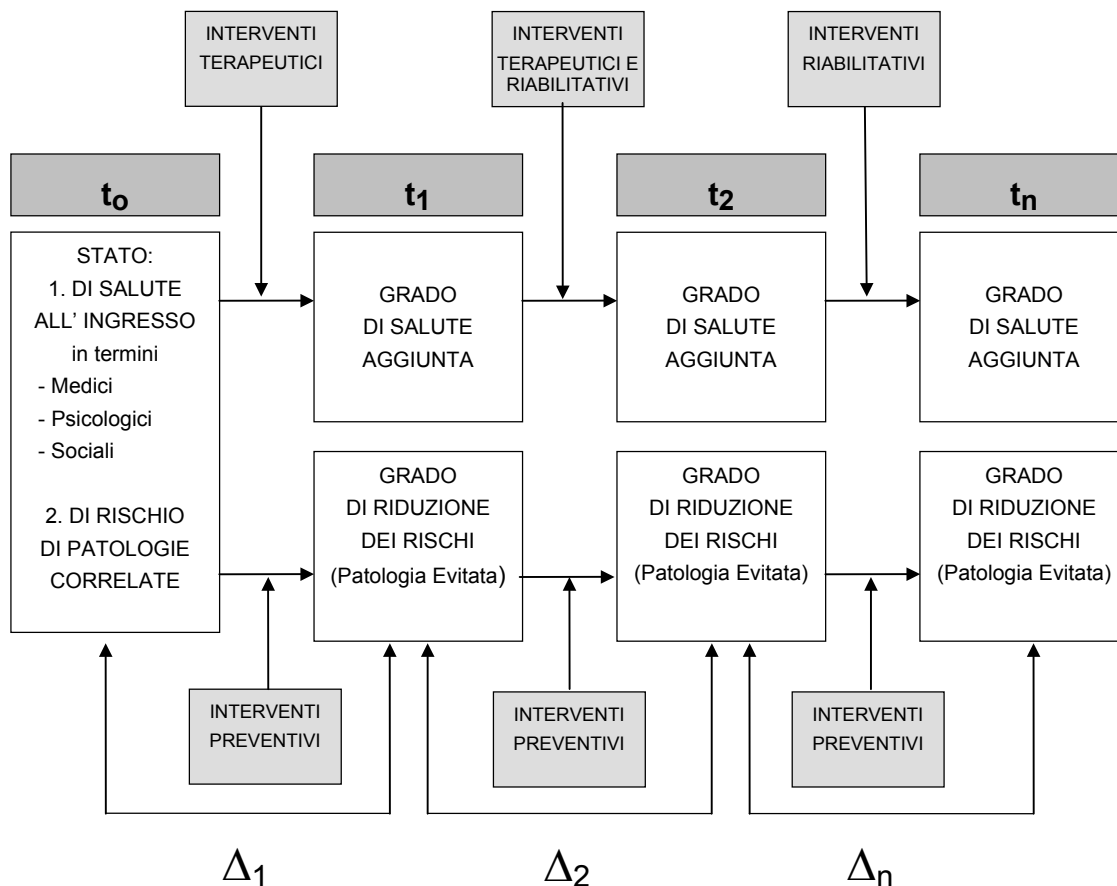 INTERVENTI
TERAPEUTICI
INTERVENTI
TERAPEUTICI E
RIABILITATIVI
INTERVENTI
RIABILITATIVI
to
t1
t2
tn
STATO:
1. DI SALUTE
ALL' INGRESSO
in termini
- Medici
- Psicologici
- Sociali
2. DI RISCHIO
DI PATOLOGIE
CORRELATE
GRADO
DI SALUTE
AGGIUNTA
GRADO
DI SALUTE
AGGIUNTA
GRADO
DI SALUTE
AGGIUNTA
GRADO
DI RIDUZIONE
DEI RISCHI
(Patologia Evitata)
GRADO
DI RIDUZIONE
DEI RISCHI
(Patologia Evitata)
GRADO
DI RIDUZIONE
DEI RISCHI
(Patologia Evitata)
INTERVENTI
PREVENTIVI
INTERVENTI
PREVENTIVI
INTERVENTI
PREVENTIVI
Δ1
Δ2
Δn